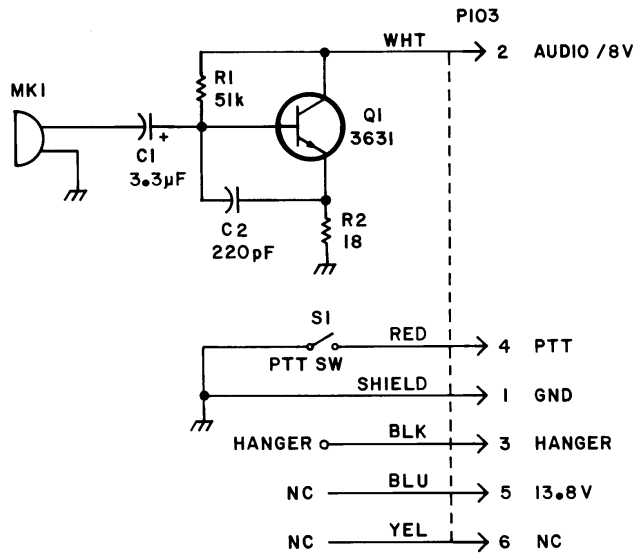 P103
WHT
2 AUDIO/8V
MK1
R1
51k
Q1
3631
C1
+
3.3µF
C2
220pF
R2
18
S1
RED
4 PTT
PTT SW
SHIELD
1 GND
HANGER
BLK
3 HANGER
NC
BLU
5 13.8V
NC
YEL
6 NC